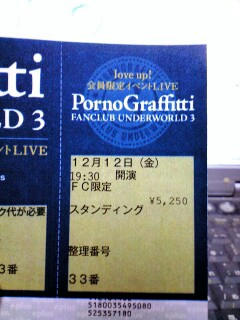 love up!
会員限定イベントLIVE
PornoGraffitti
FANCLUB UNDERWORLD 3
12月12日(金)
19:30 開演
FC限定
¥5,250
スタンディング
整理番号
33番
tti
LD 3
ントLIVE
ク代が必要
3番
5180035495080
525357180